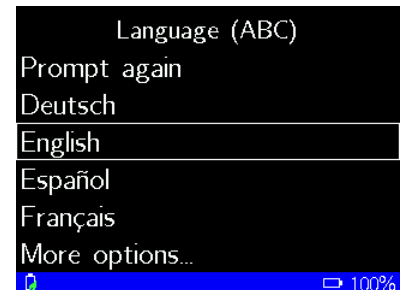 Language (ABC)
Prompt again
Deutsch
English
Español
Français
More options...
100%